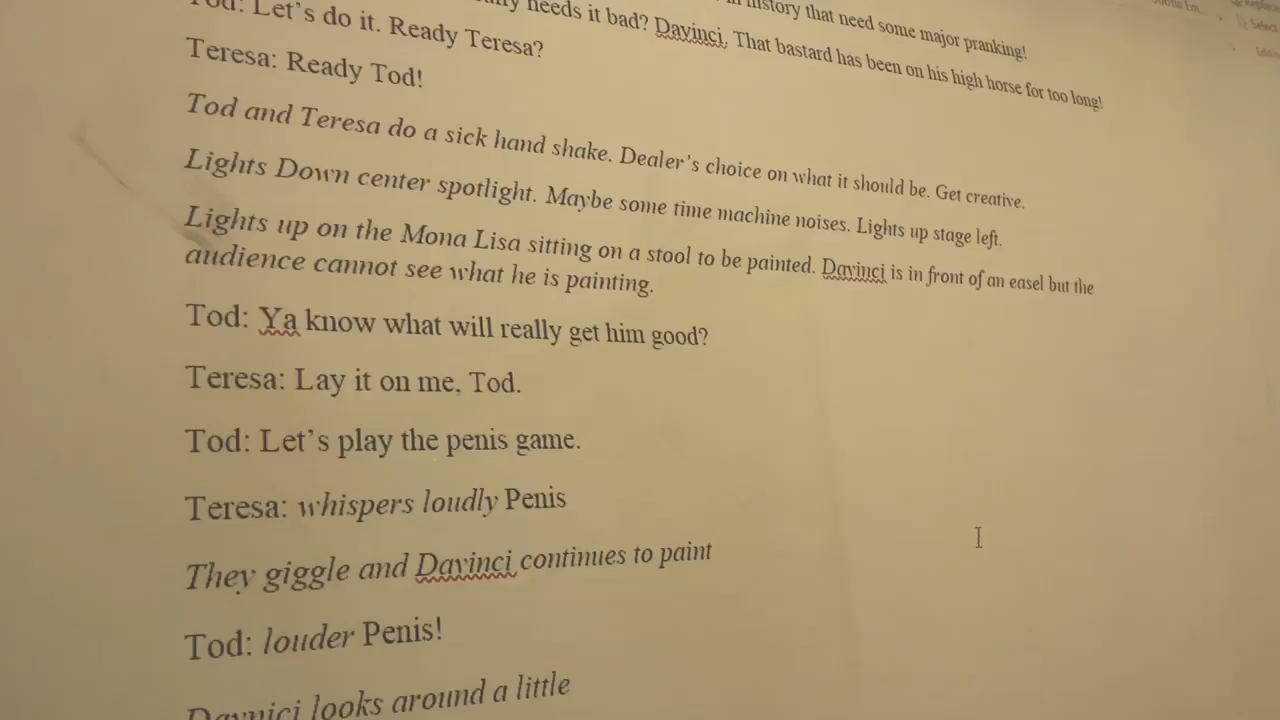 history that need some major pranking!
needs it bad? Davinci. That bastard has been on his high horse for too long!
Tod: Let's do it. Ready Teresa?
Teresa: Ready Tod!
Tod and Teresa do a sick hand shake. Dealer's choice on what it should be. Get creative.
Lights Down center spotlight. Maybe some time machine noises. Lights up stage left.
Lights up on the Mona Lisa sitting on a stool to be painted. Davinci is in front of an easel but the
audience cannot see what he is painting.
Tod: Ya know what will really get him good?
Teresa: Lay it on me, Tod.
Tod: Let's play the penis game.
Teresa: whispers loudly Penis
They giggle and Davinci continues to paint
Tod: louder Penis!
Davnici looks around a little
Select